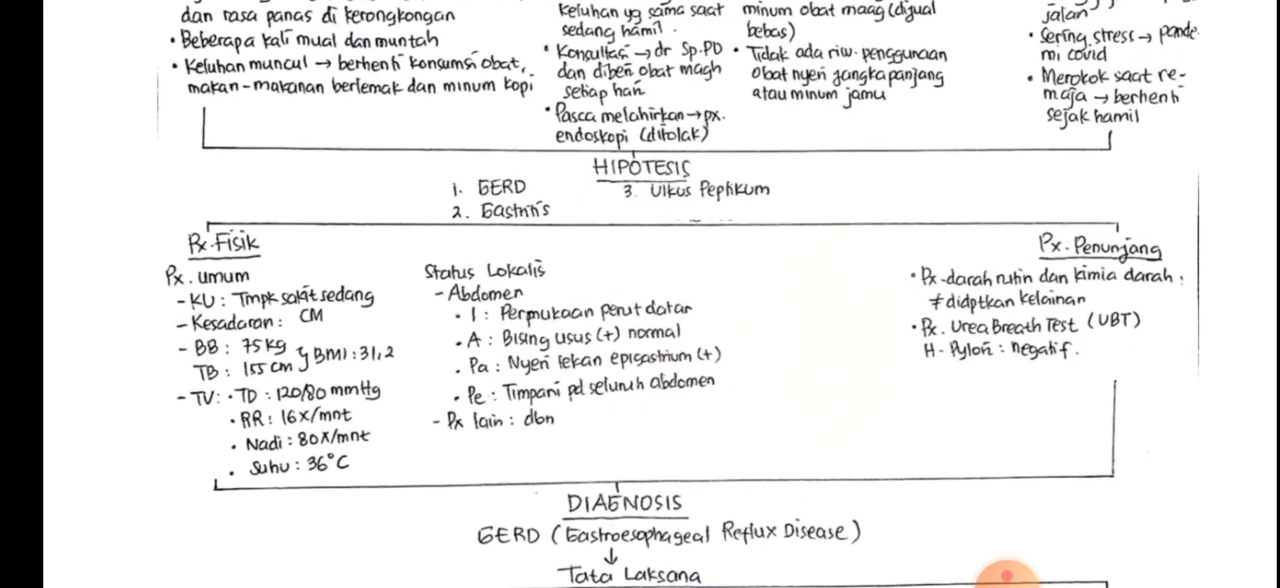 dan rasa panas di kerongkongan
• Beberapa kali mual dan muntah
• Keluhan muncul → berhenti konsumsi obat,
makan-makanan berlemak dan minum kopi
keluhan yg sama saat
sedang hamil.
• Konsultasi → dr Sp.PD
dan diberi obat magh
setiap hari
• Pasca melahirkan → px.
endoskopi (ditolak)
minum obat maag (dijual
bebas)
• Tidak ada riw. penggunaan
obat nyeri jangka panjang
atau minum jamu
jalan
• Sering stress → pande
mi covid
• Merokok saat re-
maja → berhenti
sejak hamil
HIPOTESIS
1. GERD
2. Gastritis
3. Ulkus Peptikum
Px. Fisik
Px. umum
- KU : Tmpk sakit sedang
- Kesadaran : CM
- BB : 75 kg
TB : 155 cm } BMI : 31,2
- TV : • TD : 120/80 mmHg
• RR : 16x/mnt
• Nadi : 80x/mnt
• Suhu : 36°C
Status Lokalis
- Abdomen
• I : Permukaan perut datar
• A : Bising usus (+) normal
• Pa : Nyeri tekan epigastrium (+)
• Pe : Timpani pd seluruh abdomen
- Px lain : dbn
Px. Penunjang
• Px. darah rutin dan kimia darah :
≠ didptkan kelainan
• Px. Urea Breath Test (UBT)
H. Pylori : negatif.
DIAGNOSIS
GERD (Gastroesophageal Reflux Disease)
↓
Tata Laksana